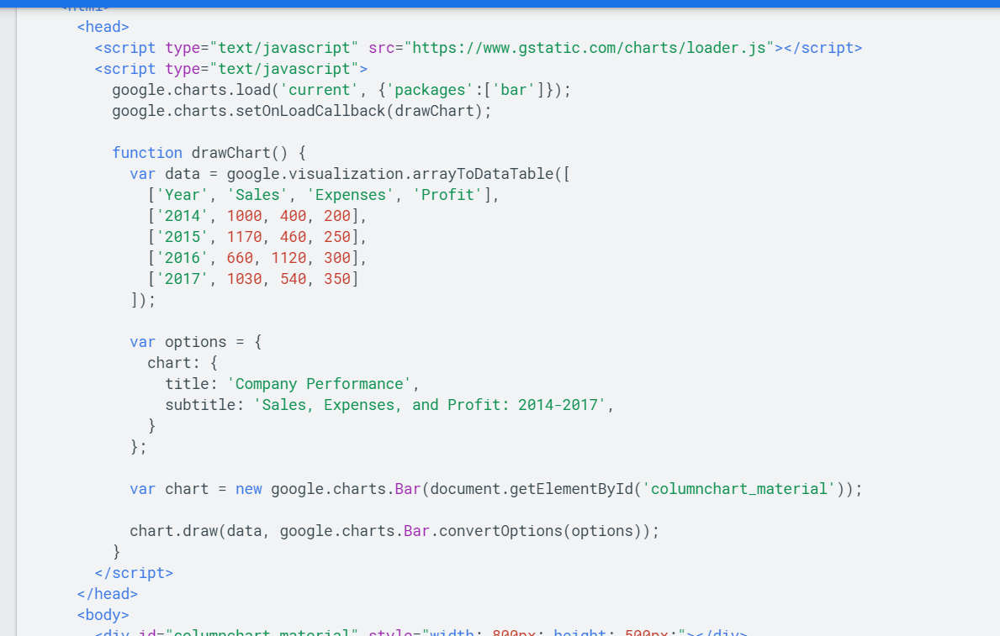 <html>
<head>
<script type="text/javascript" src="https://www.gstatic.com/charts/loader.js"></script>
<script type="text/javascript">
google.charts.load('current', {'packages':['bar']});
google.charts.setOnLoadCallback(drawChart);
function drawChart() {
var data = google.visualization.arrayToDataTable([
['Year', 'Sales', 'Expenses', 'Profit'],
['2014', 1000, 400, 200],
['2015', 1170, 460, 250],
['2016', 660, 1120, 300],
['2017', 1030, 540, 350]
]);
var options = {
chart: {
title: 'Company Performance',
subtitle: 'Sales, Expenses, and Profit: 2014-2017',
}
};
var chart = new google.charts.Bar(document.getElementById('columnchart_material'));
chart.draw(data, google.charts.Bar.convertOptions(options));
}
</script>
</head>
<body>
<div id="columnchart_material" style="width: 800px; height: 500px;"></div>